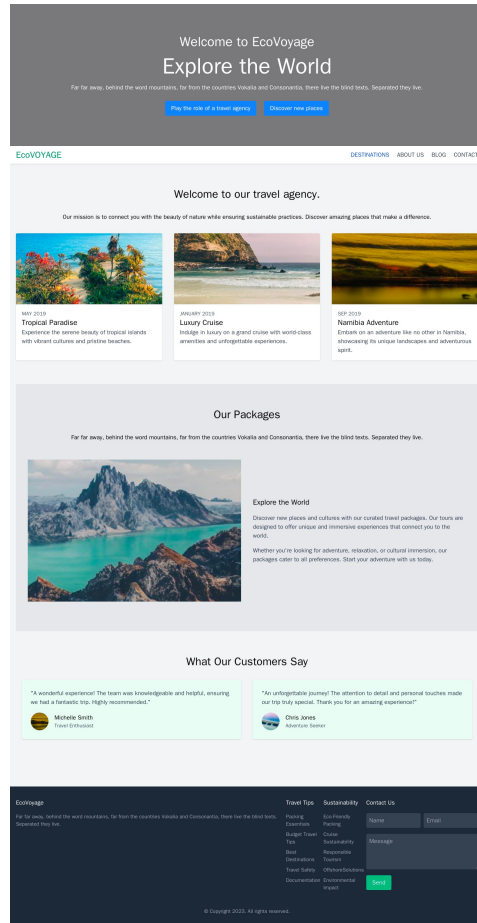 Welcome to EcoVoyage
Explore the World
Far far away, behind the word mountains, far from the countries Vokalia and Consonantia, there live the blind texts. Separated they live.
Play the role of a travel agency
Discover new places
EcoVOYAGE
DESTINATIONS
ABOUT US
BLOG
CONTACT
Welcome to our travel agency.
Our mission is to connect you with the beauty of nature while ensuring sustainable practices. Discover amazing places that make a difference.
MAY 2019
Tropical Paradise
Experience the serene beauty of tropical islands
with vibrant cultures and pristine beaches.
JANUARY 2019
Luxury Cruise
Indulge in luxury on a grand cruise with world-class
amenities and unforgettable experiences.
SEP 2019
Namibia Adventure
Embark on an adventure like no other in Namibia,
showcasing its unique landscapes and adventurous
spirit.
Our Packages
Far far away, behind the word mountains, far from the countries Vokalia and Consonantia, there live the blind texts. Separated they live.
Explore the World
Discover new places and cultures with our curated travel packages. Our tours are
designed to offer unique and immersive experiences that connect you to the
world.
Whether you're looking for adventure, relaxation, or cultural immersion, our
packages cater to all preferences. Start your adventure with us today.
What Our Customers Say
"A wonderful experience! The team was knowledgeable and helpful, ensuring
we had a fantastic trip. Highly recommended."
Michelle Smith
Travel Enthusiast
"An unforgettable journey! The attention to detail and personal touches made
our trip truly special. Thank you for an amazing experience!"
Chris Jones
Adventure Seeker
EcoVoyage
Far far away, behind the word mountains, far from the countries Vokalia and Consonantia, there live the blind texts.
Separated they live.
Travel Tips
Packing
Essentials
Budget Travel
Tips
Best
Destinations
Travel Safety
Documentation
Sustainability
Eco-Friendly
Packing
Cruise
Sustainability
Responsible
Tourism
OffshoreSolutions
Environmental
Impact
Contact Us
Name
Email
Message
Send
© Copyright 2023. All rights reserved.